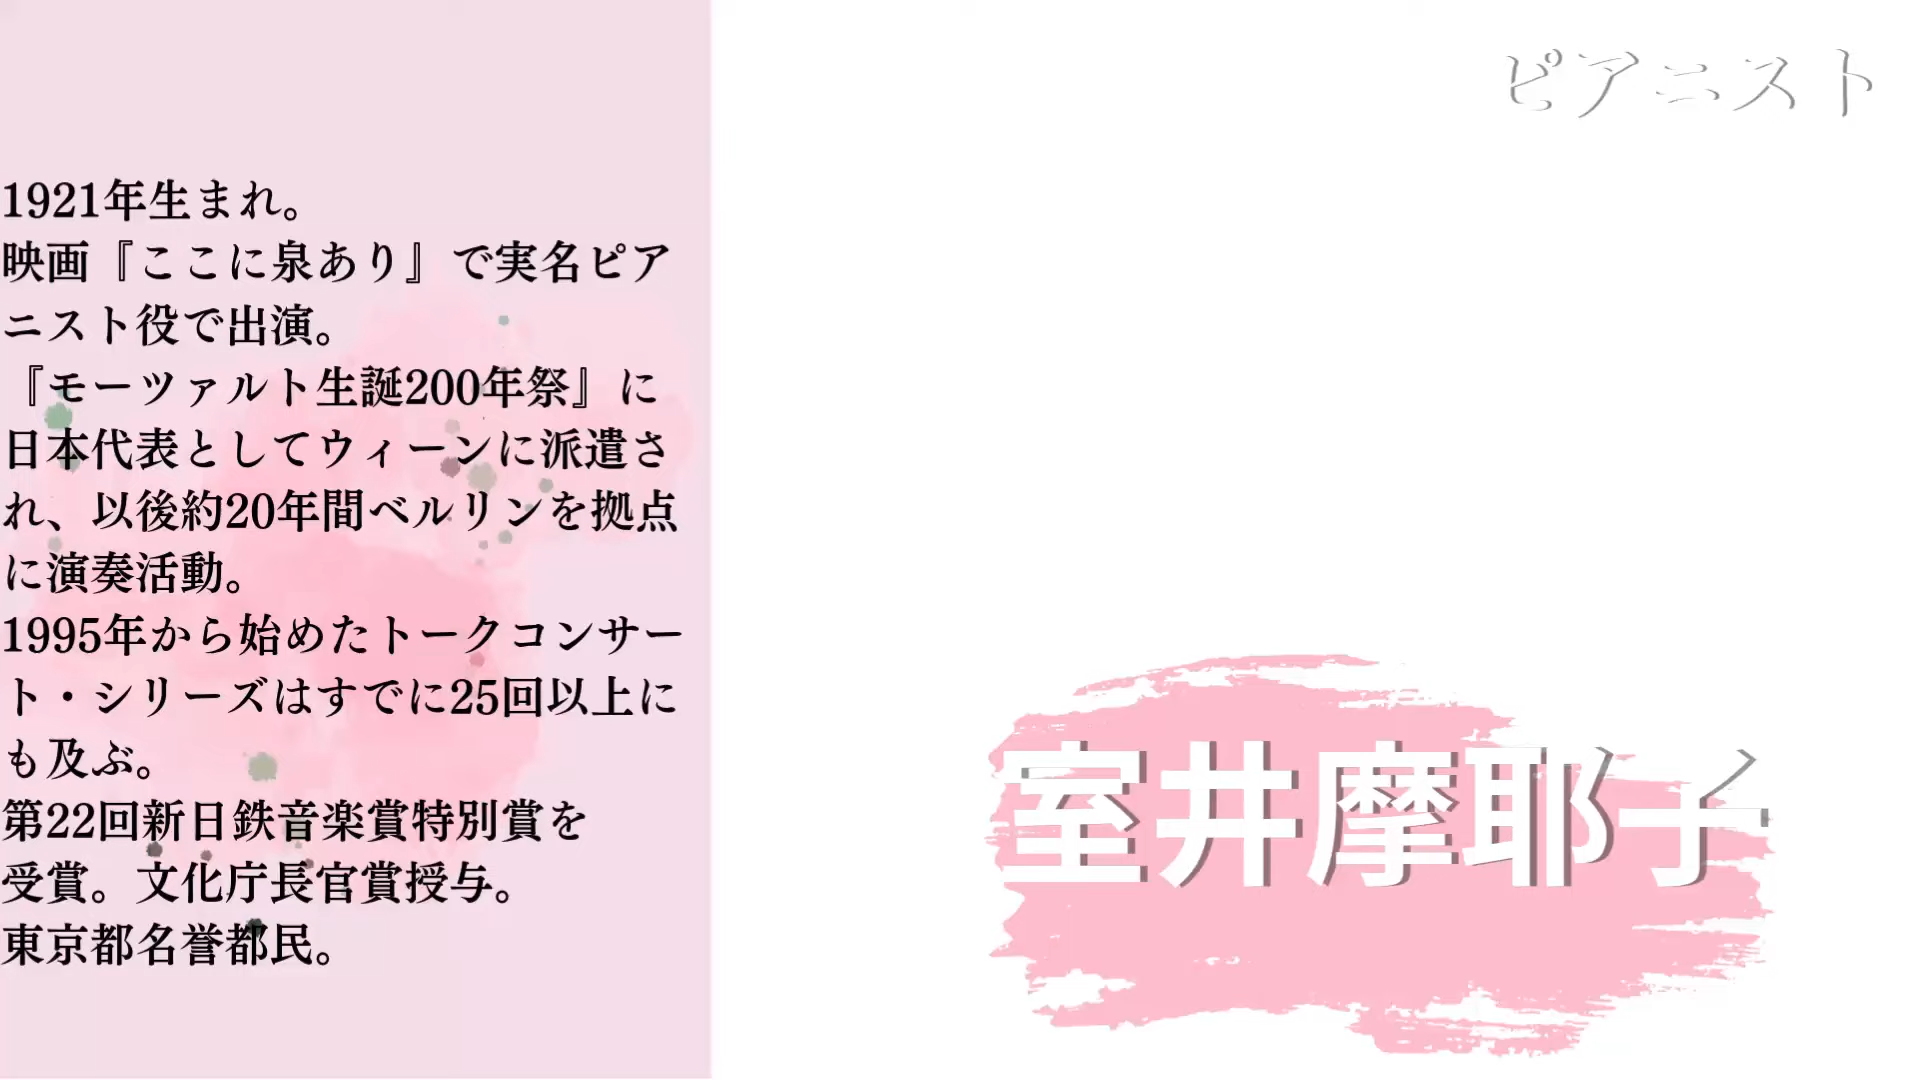 ピアニスト
1921年生まれ。
映画『ここに泉あり』で実名ピア
ニスト役で出演。
『モーツァルト生誕200年祭』に
日本代表としてウィーンに派遣さ
れ、以後約20年間ベルリンを拠点
に演奏活動。
1995年から始めたトークコンサー
ト・シリーズはすでに25回以上に
も及ぶ。
第22回新日鉄音楽賞特別賞を
受賞。文化庁長官賞授与。
東京都名誉都民。
室井摩耶子